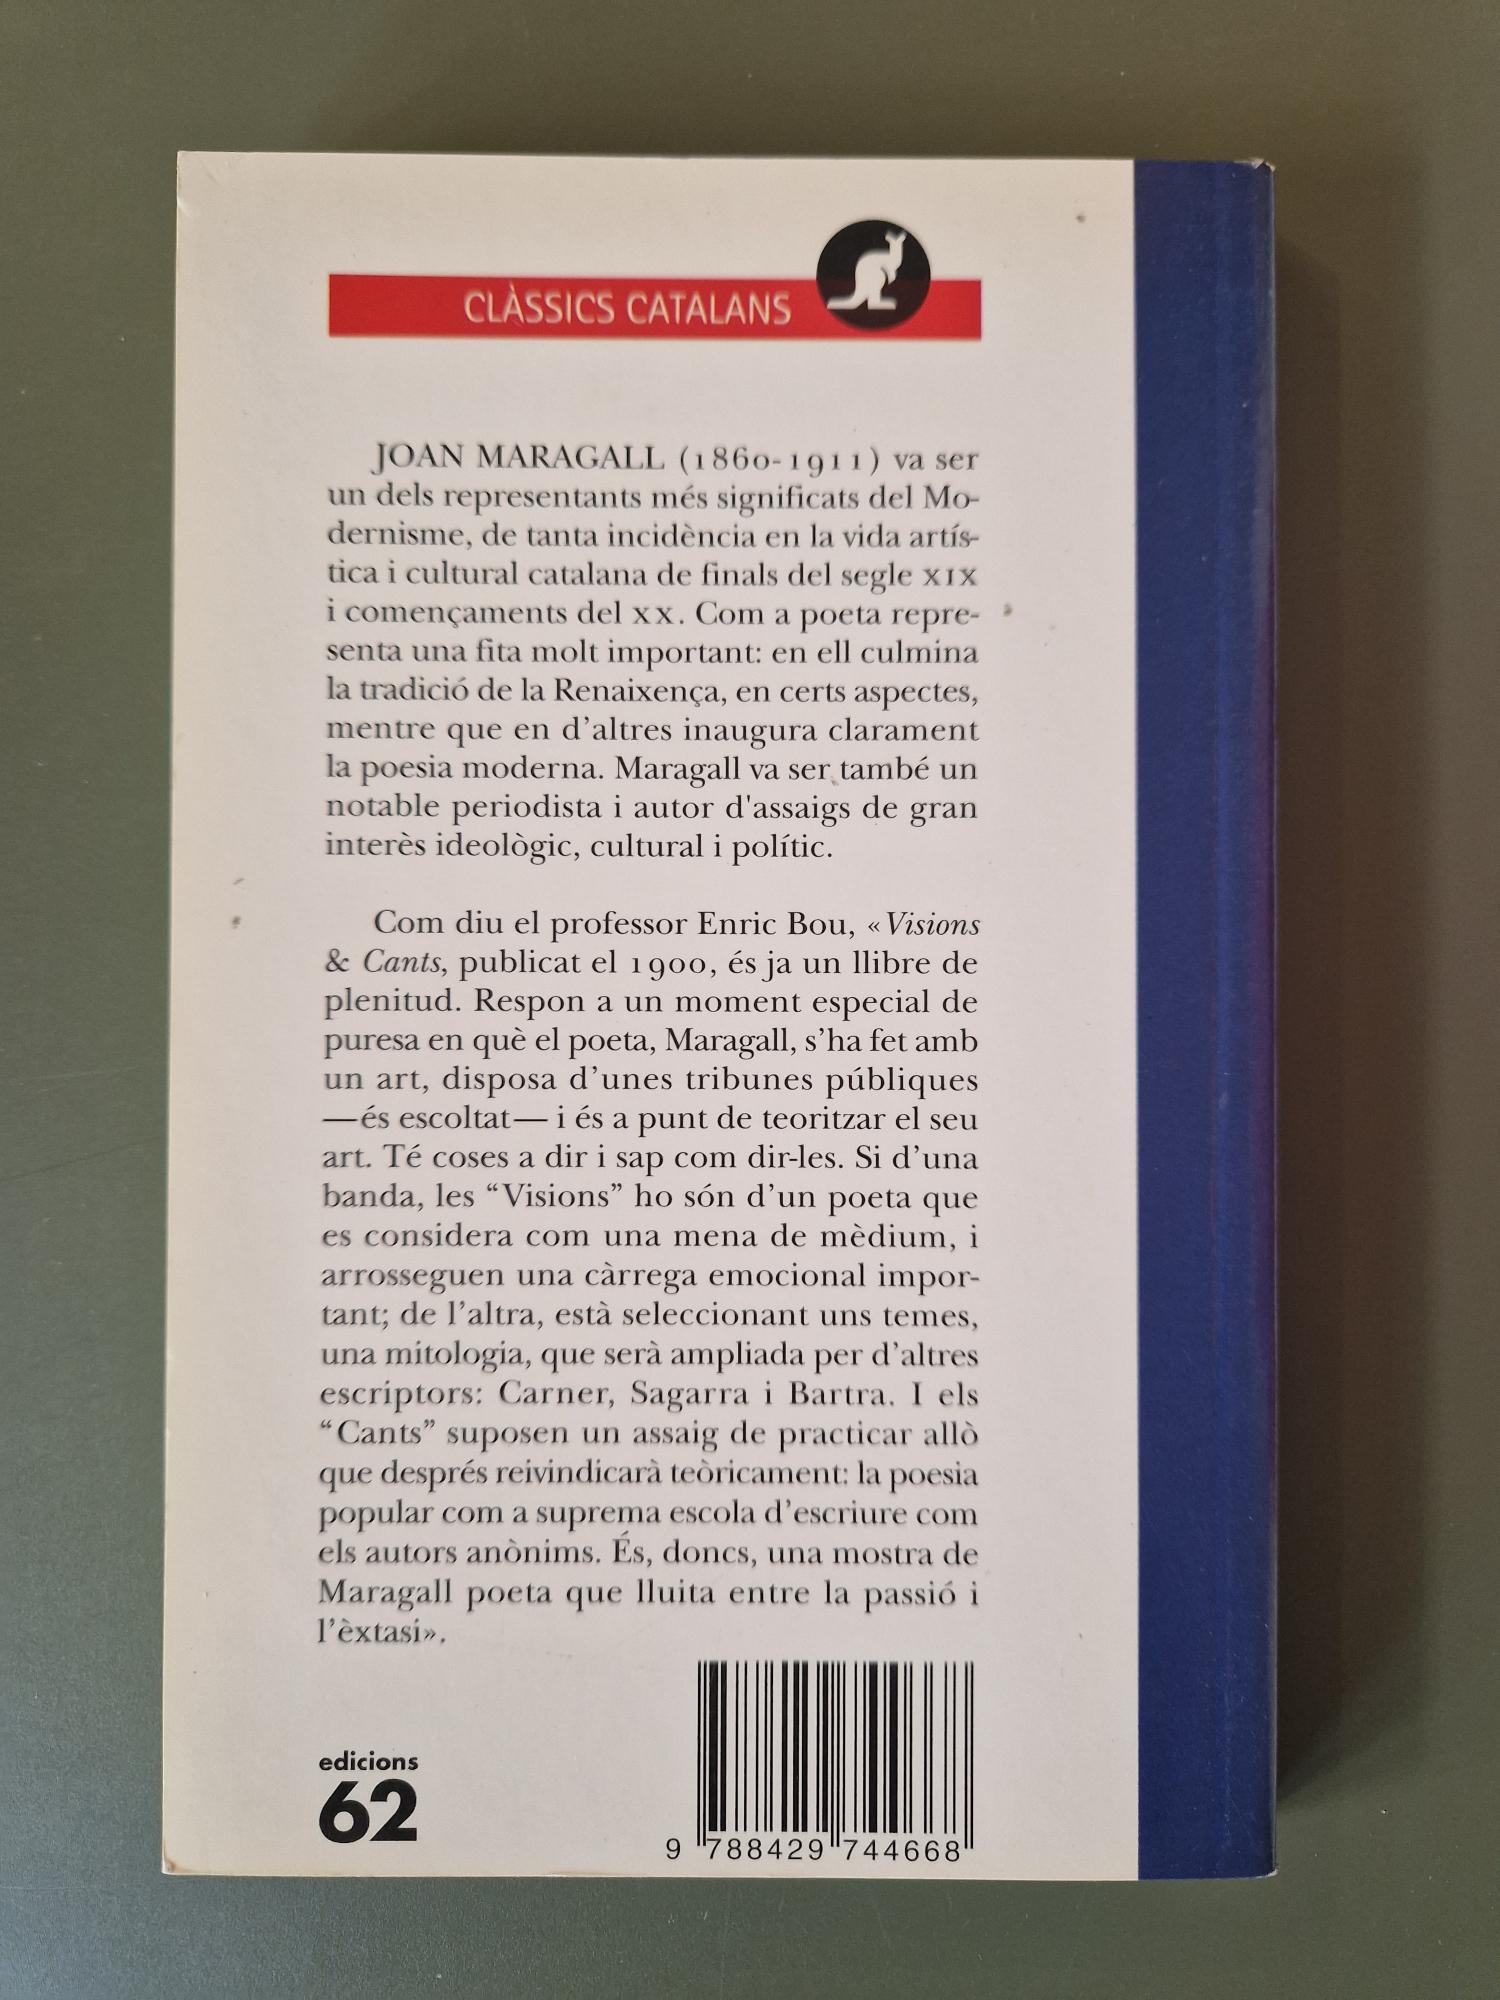 CLÀSSICS CATALANS
JOAN MARAGALL (1860-1911) va ser
un dels representants més significats del Mo-
dernisme, de tanta incidència en la vida artís-
tica i cultural catalana de finals del segle XIX
i començaments del XX. Com a poeta repre-
senta una fita molt important: en ell culmina
la tradició de la Renaixença, en certs aspectes,
mentre que en d’altres inaugura clarament
la poesia moderna. Maragall va ser també un
notable periodista i autor d'assaigs de gran
interès ideològic, cultural i polític.
Com diu el professor Enric Bou, «Visions
& Cants, publicat el 1900, és ja un llibre de
plenitud. Respon a un moment especial de
puresa en què el poeta, Maragall, s’ha fet amb
un art, disposa d’unes tribunes públiques
—és escoltat— i és a punt de teoritzar el seu
art. Té coses a dir i sap com dir-les. Si d’una
banda, les “Visions” ho són d’un poeta que
es considera com una mena de mèdium, i
arrosseguen una càrrega emocional impor-
tant; de l’altra, està seleccionant uns temes,
una mitologia, que serà ampliada per d’altres
escriptors: Carner, Sagarra i Bartra. I els
“Cants” suposen un assaig de practicar allò
que després reivindicarà teòricament: la poesia
popular com a suprema escola d’escriure com
els autors anònims. És, doncs, una mostra de
Maragall poeta que lluita entre la passió i
l’èxtasi».
edicions
62
9 788429 744668